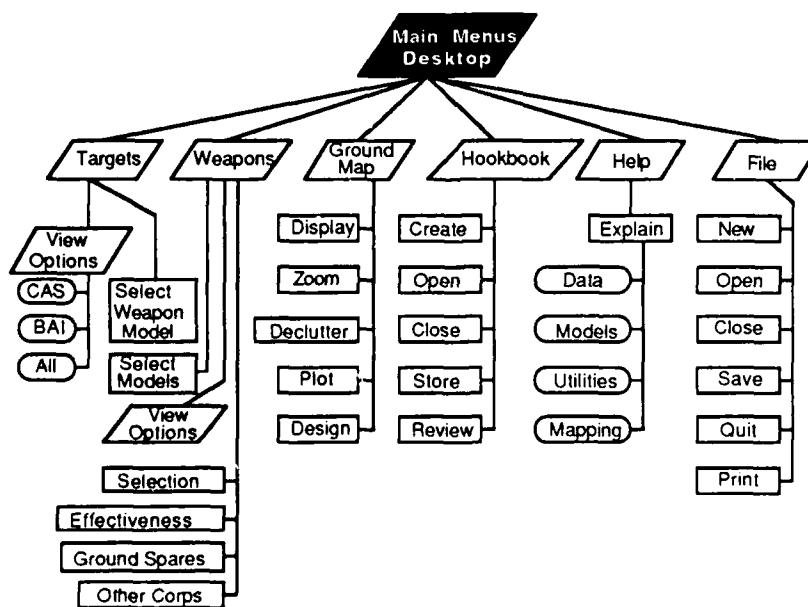 Main Menus
Desktop
Targets
Weapons
Ground
Map
Hookbook
Help
File
View
Options
CAS
BAI
All
Select
Weapon
Model
Select
Models
View
Options
Selection
Effectiveness
Ground Spares
Other Corps
Display
Zoom
Declutter
Plot
Design
Create
Open
Close
Store
Review
Explain
Data
Models
Utilities
Mapping
New
Open
Close
Save
Quit
Print